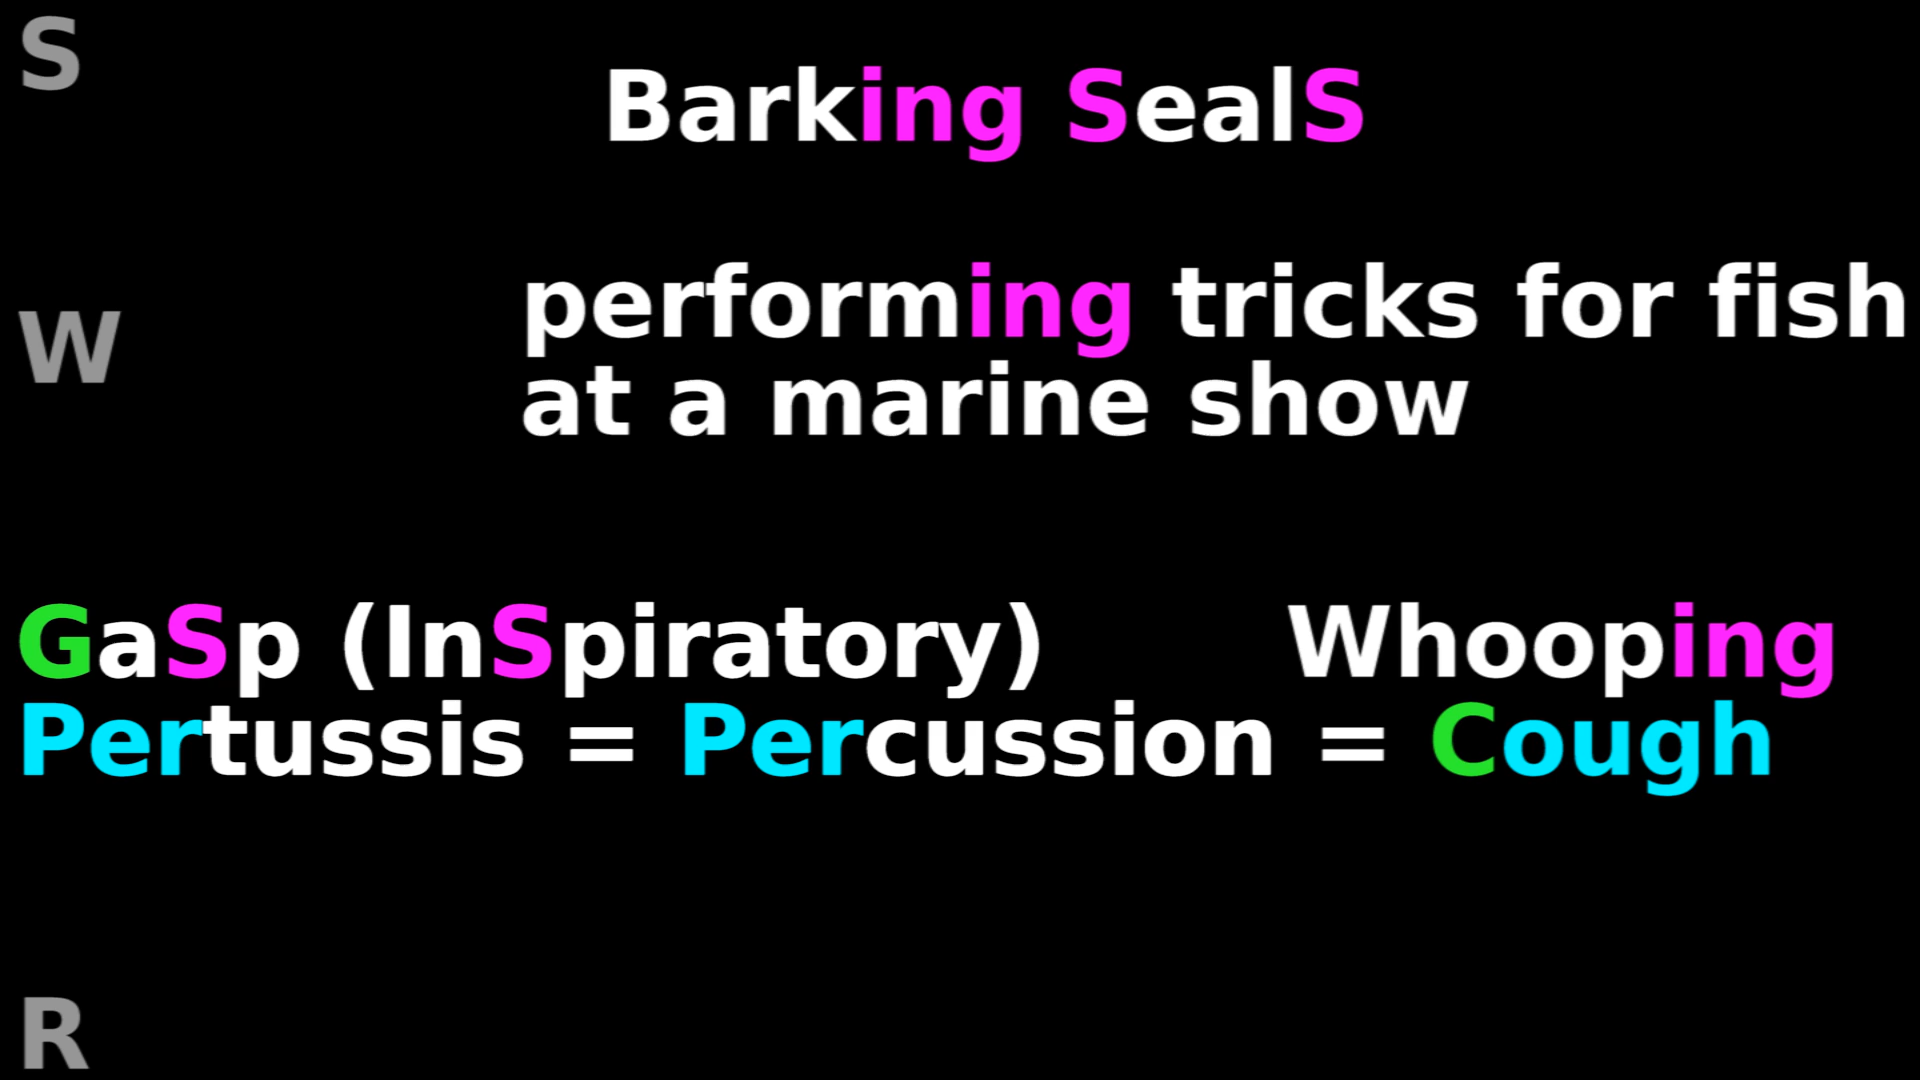 S
Barking SealS
performing tricks for fish
W
at a marine show
GaSp (InSpiratory) Whooping
Pertussis = Percussion = Cough
R